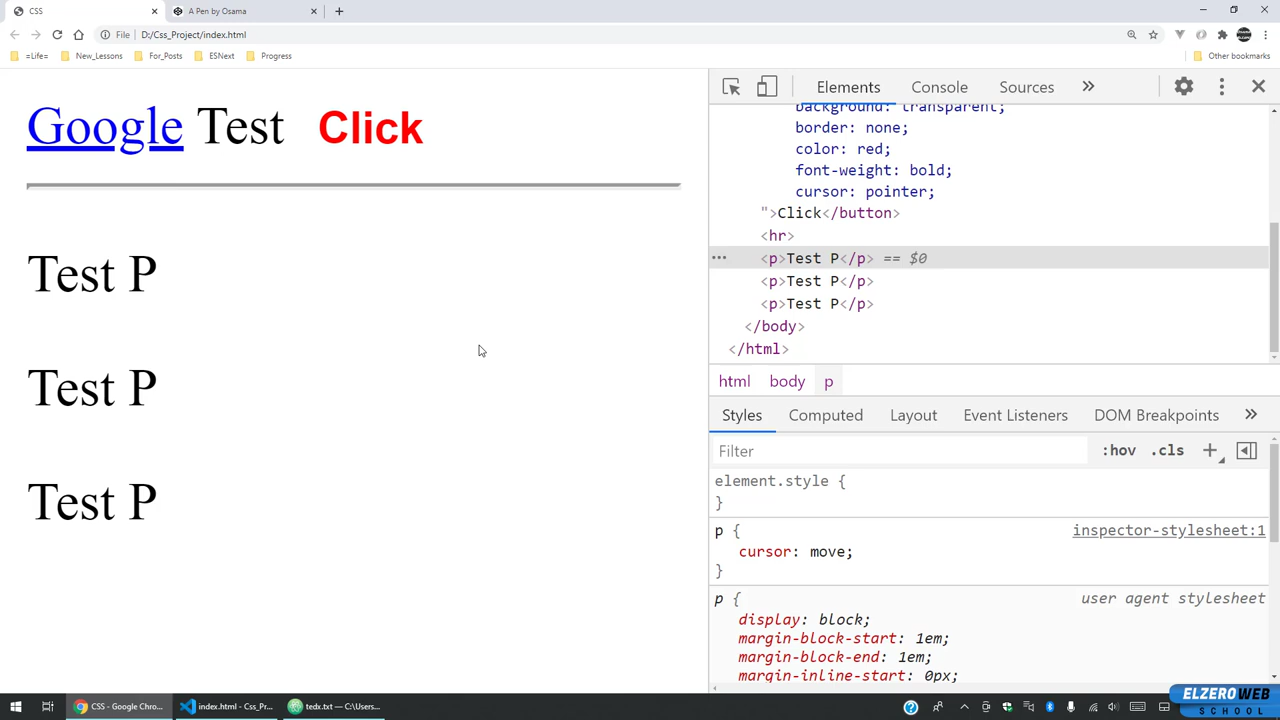 CSS
A Pen by Osama
File
D:/Css_Project/index.html
=Life=
New_Lessons
For_Posts
ESNext
Progress
Other bookmarks
Google Test Click
Test P
Test P
Test P
Elements
Console
Sources
background: transparent;
border: none;
color: red;
font-weight: bold;
cursor: pointer;
">Click</button>
<hr>
<p>Test P</p> == $0
<p>Test P</p>
<p>Test P</p>
</body>
</html>
html
body
p
Styles
Computed
Layout
Event Listeners
DOM Breakpoints
Filter
:hov
.cls
element.style {
}
p {
inspector-stylesheet:1
cursor: move;
}
p {
user agent stylesheet
display: block;
margin-block-start: 1em;
margin-block-end: 1em;
margin-inline-start: 0px;
CSS - Google Chro...
index.html - Css_Pr...
tedx.txt — C:\Users...
ELZEROWEB
SCHOOL